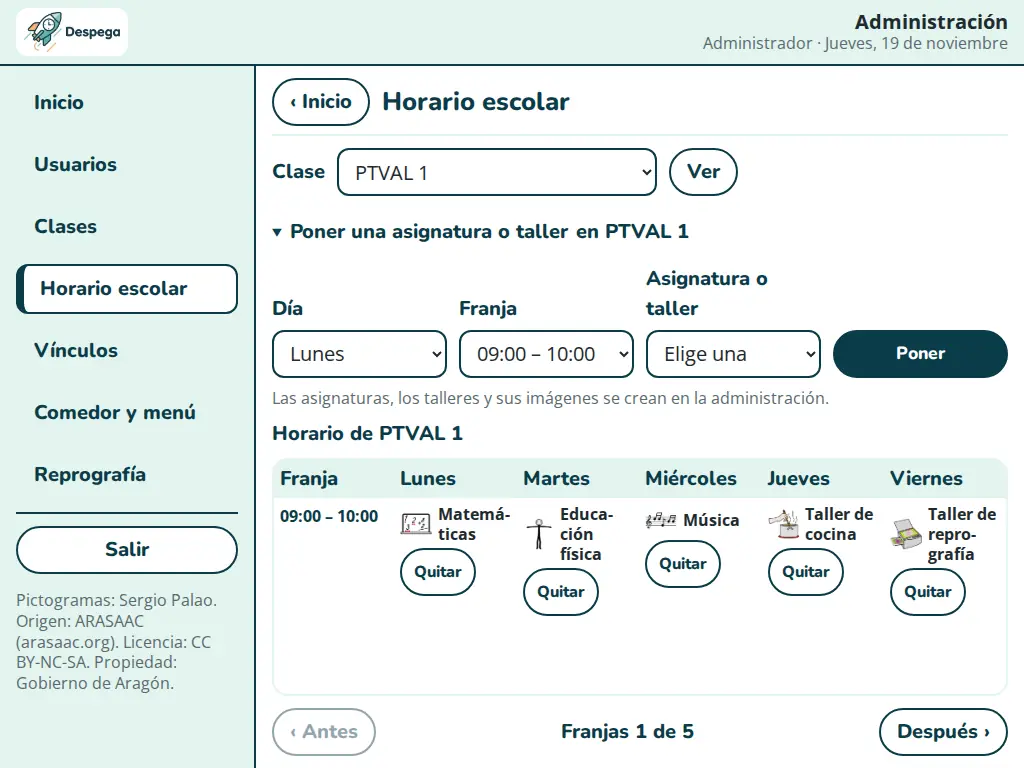 Despega
Administración
Administrador · Jueves, 19 de noviembre
Inicio
Usuarios
Clases
Horario escolar
Vínculos
Comedor y menú
Reprografía
Salir
Pictogramas: Sergio Palao.
Origen: ARASAAC
(arasaac.org). Licencia: CC
BY-NC-SA. Propiedad:
Gobierno de Aragón.
‹ Inicio
Horario escolar
Clase
PTVAL 1
Ver
▾ Poner una asignatura o taller en PTVAL 1
Día
Franja
Asignatura o
taller
Lunes
09:00 – 10:00
Elige una
Poner
Las asignaturas, los talleres y sus imágenes se crean en la administración.
Horario de PTVAL 1
Franja Lunes Martes Miércoles Jueves Viernes
09:00 – 10:00
Matemá-
ticas
Quitar
Educa-
ción
física
Quitar
Música
Quitar
Taller de
cocina
Quitar
Taller de
repro-
grafía
Quitar
‹ Antes
Franjas 1 de 5
Después ›